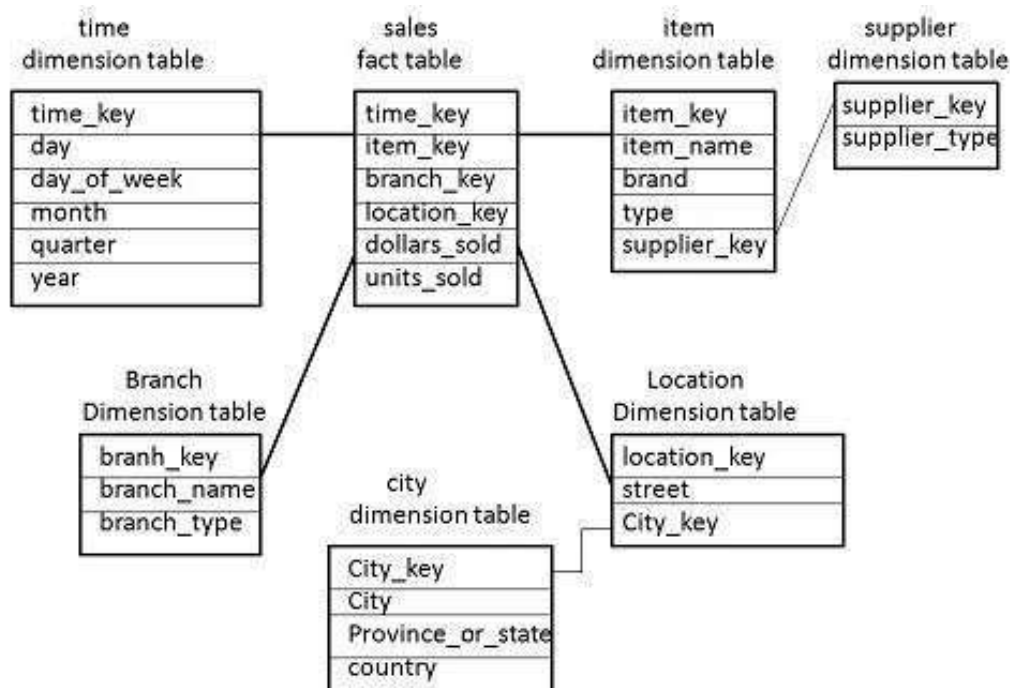 time
dimension table
time_key
day
day_of_week
month
quarter
year
sales
fact table
time_key
item_key
branch_key
location_key
dollars_sold
units_sold
item
dimension table
item_key
item_name
brand
type
supplier_key
supplier
dimension table
supplier_key
supplier_type
Branch
Dimension table
branh_key
branch_name
branch_type
city
dimension table
City_key
City
Province_or_state
country
Location
Dimension table
location_key
street
City_key